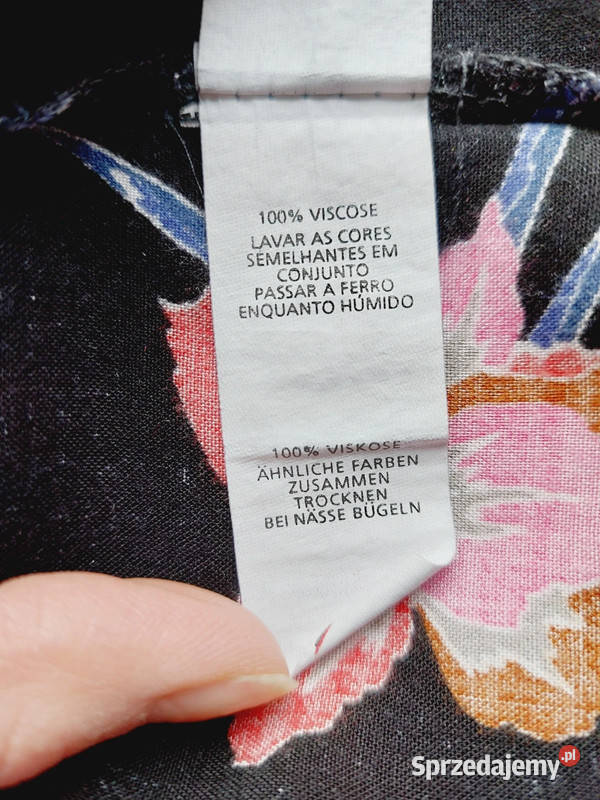 100% VISCOSE
LAVAR AS CORES
SEMELHANTES EM
CONJUNTO
PASSAR A FERRO
ENQUANTO HÚMIDO
100% VISKOSE
ÄHNLICHE FARBEN
ZUSAMMEN
TROCKNEN
BEI NÄSSE BÜGELN
Sprzedajemy.pl